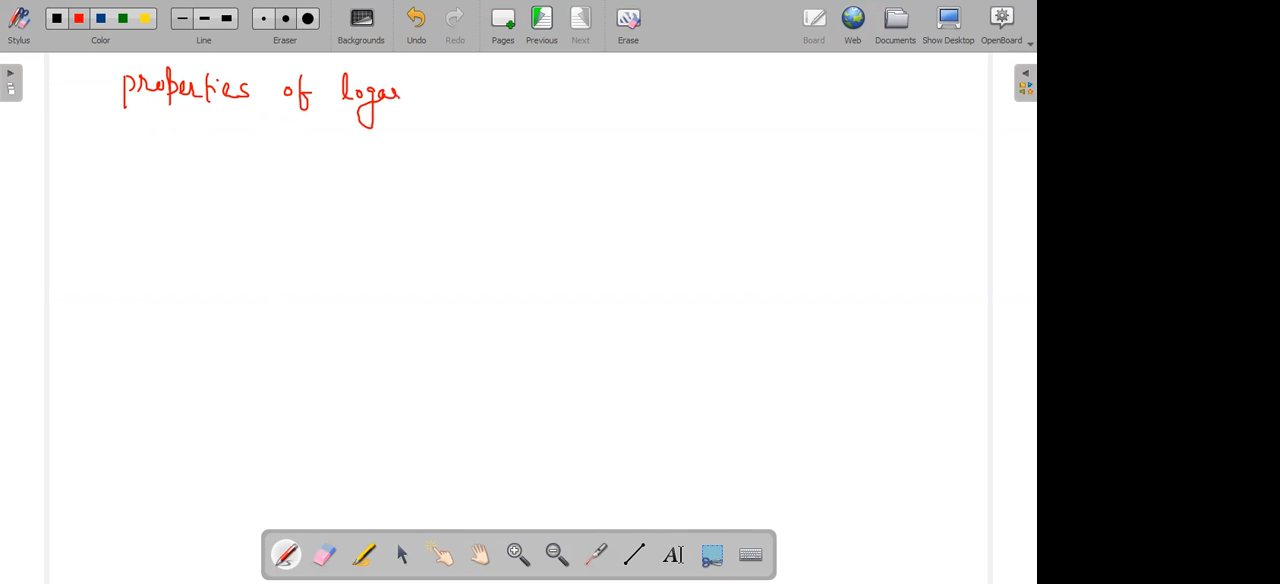 Stylus Color Line Eraser Backgrounds Undo Redo Pages Previous Next Erase Board Web Documents Show Desktop OpenBoard
properties of logar
A